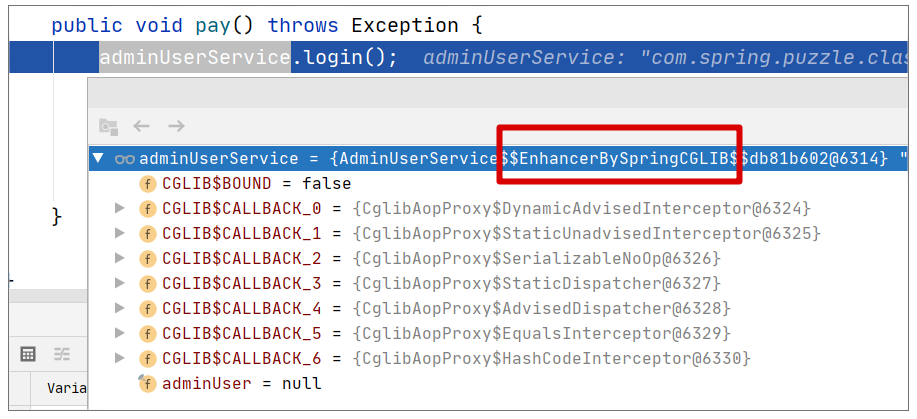 public void pay() throws Exception {
adminUserService.login(); adminUserService: "com.spring.puzzle.clas
adminUserService = {AdminUserService$$EnhancerBySpringCGLIB$$db81b602@6314} "
CGLIB$BOUND = false
CGLIB$CALLBACK_0 = {CglibAopProxy$DynamicAdvisedInterceptor@6324}
CGLIB$CALLBACK_1 = {CglibAopProxy$StaticUnadvisedInterceptor@6325}
}
CGLIB$CALLBACK_2 = {CglibAopProxy$SerializableNoOp@6326}
CGLIB$CALLBACK_3 = {CglibAopProxy$StaticDispatcher@6327}
CGLIB$CALLBACK_4 = {CglibAopProxy$AdvisedDispatcher@6328}
CGLIB$CALLBACK_5 = {CglibAopProxy$EqualsInterceptor@6329}
CGLIB$CALLBACK_6 = {CglibAopProxy$HashCodeInterceptor@6330}
adminUser = null
Varia